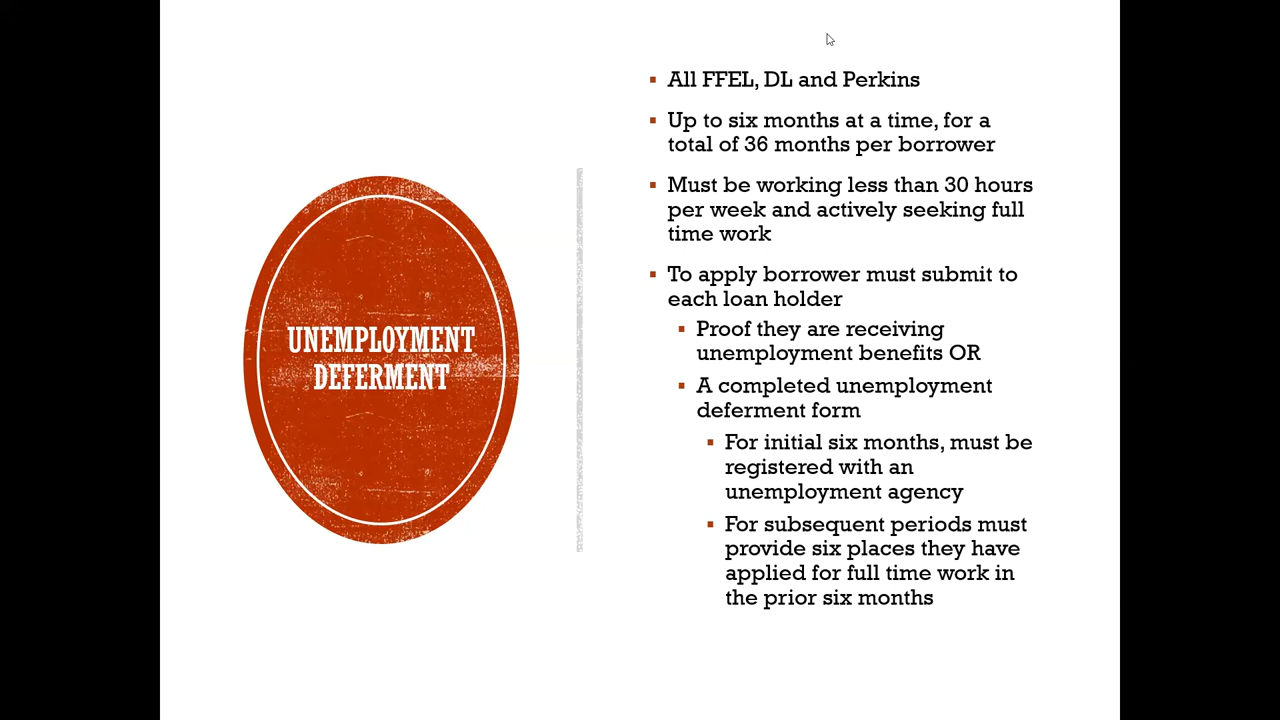 UNEMPLOYMENT
DEFERMENT
All FFEL, DL and Perkins
Up to six months at a time, for a
total of 36 months per borrower
Must be working less than 30 hours
per week and actively seeking full
time work
To apply borrower must submit to
each loan holder
Proof they are receiving
unemployment benefits OR
A completed unemployment
deferment form
For initial six months, must be
registered with an
unemployment agency
For subsequent periods must
provide six places they have
applied for full time work in
the prior six months